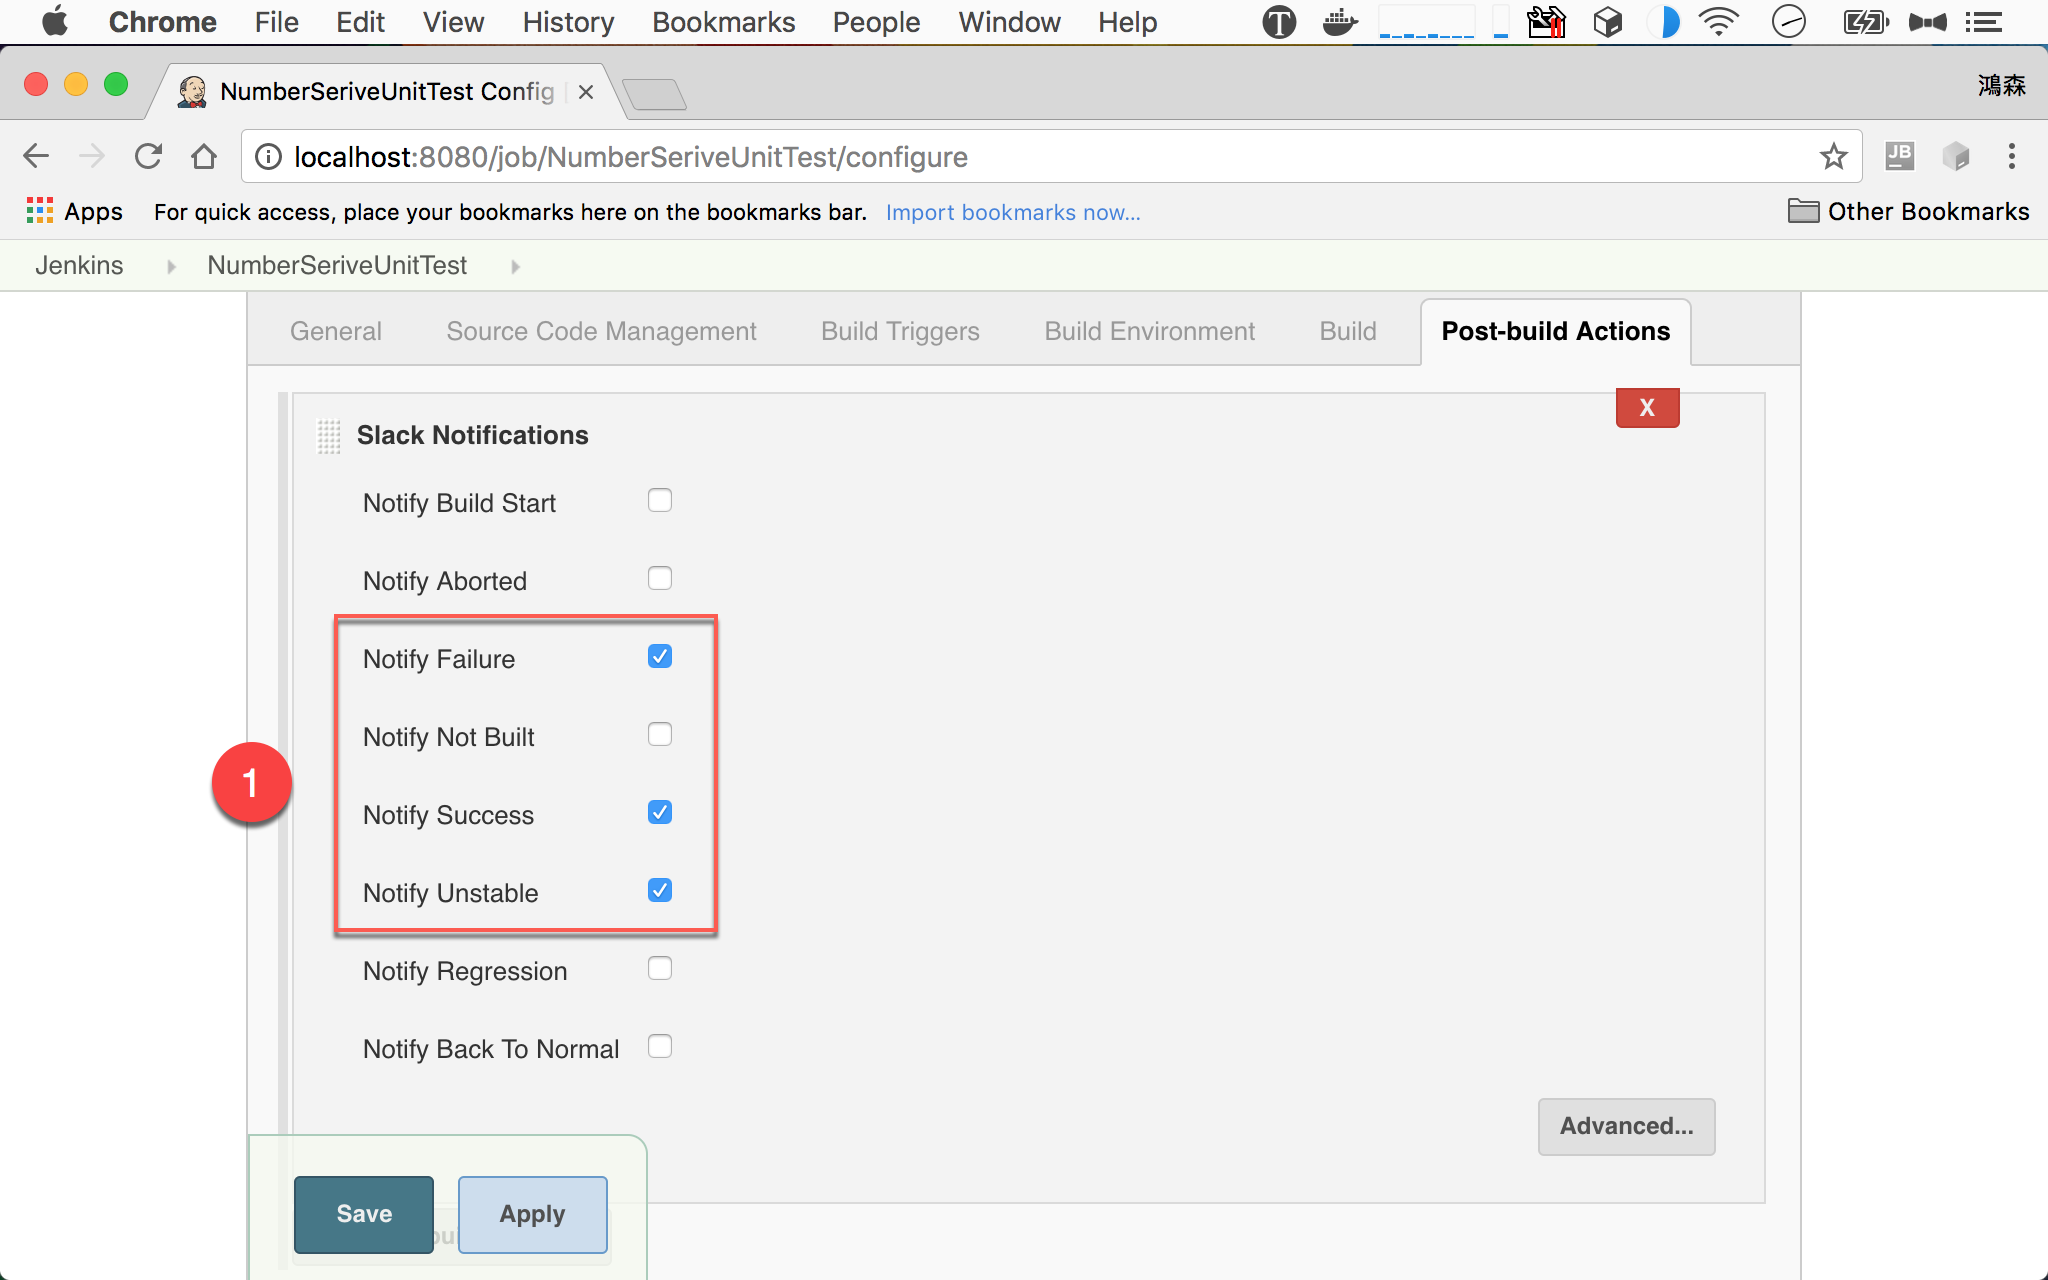 Chrome File Edit View History Bookmarks People Window Help
NumberSeriveUnitTest Config
鴻森
localhost:8080/job/NumberSeriveUnitTest/configure
JB
Apps For quick access, place your bookmarks here on the bookmarks bar. Import bookmarks now... Other Bookmarks
Jenkins NumberSeriveUnitTest
General Source Code Management Build Triggers Build Environment Build Post-build Actions
X
Slack Notifications
Notify Build Start
Notify Aborted
Notify Failure
Notify Not Built
1
Notify Success
Notify Unstable
Notify Regression
Notify Back To Normal
Advanced...
Save Apply